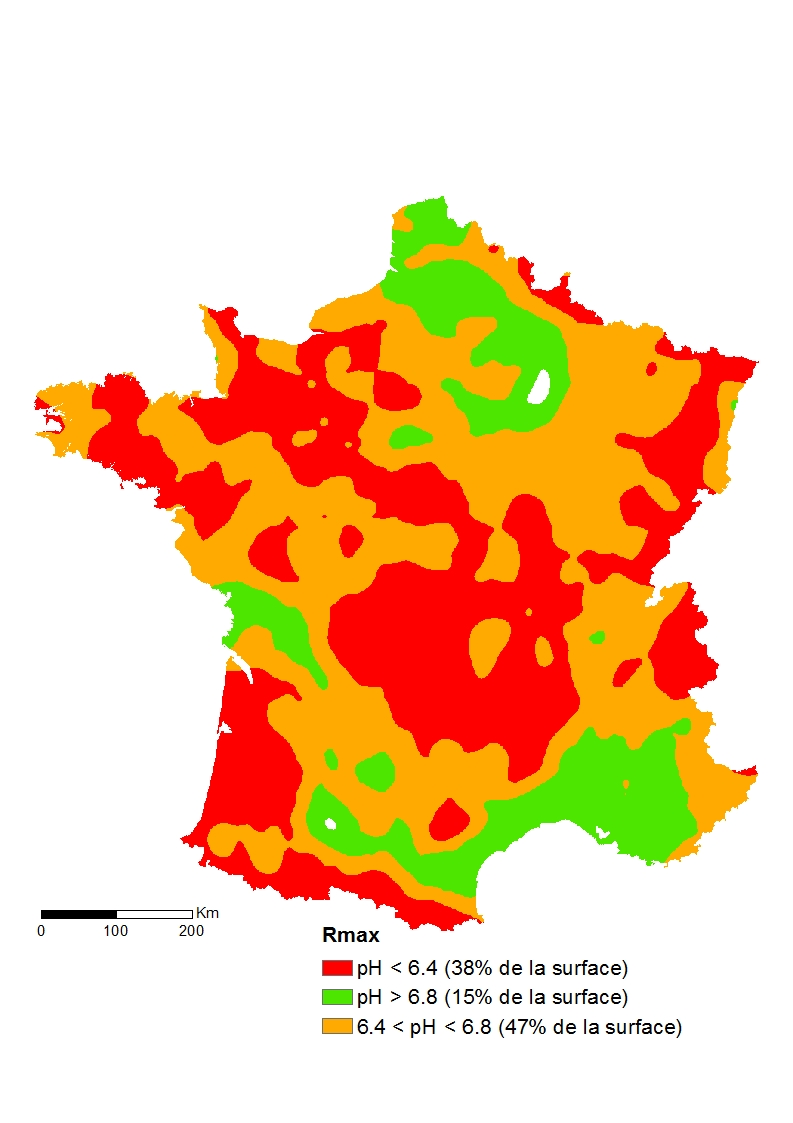 Km
0 100 200
Rmax
pH < 6.4 (38% de la surface)
pH > 6.8 (15% de la surface)
6.4 < pH < 6.8 (47% de la surface)